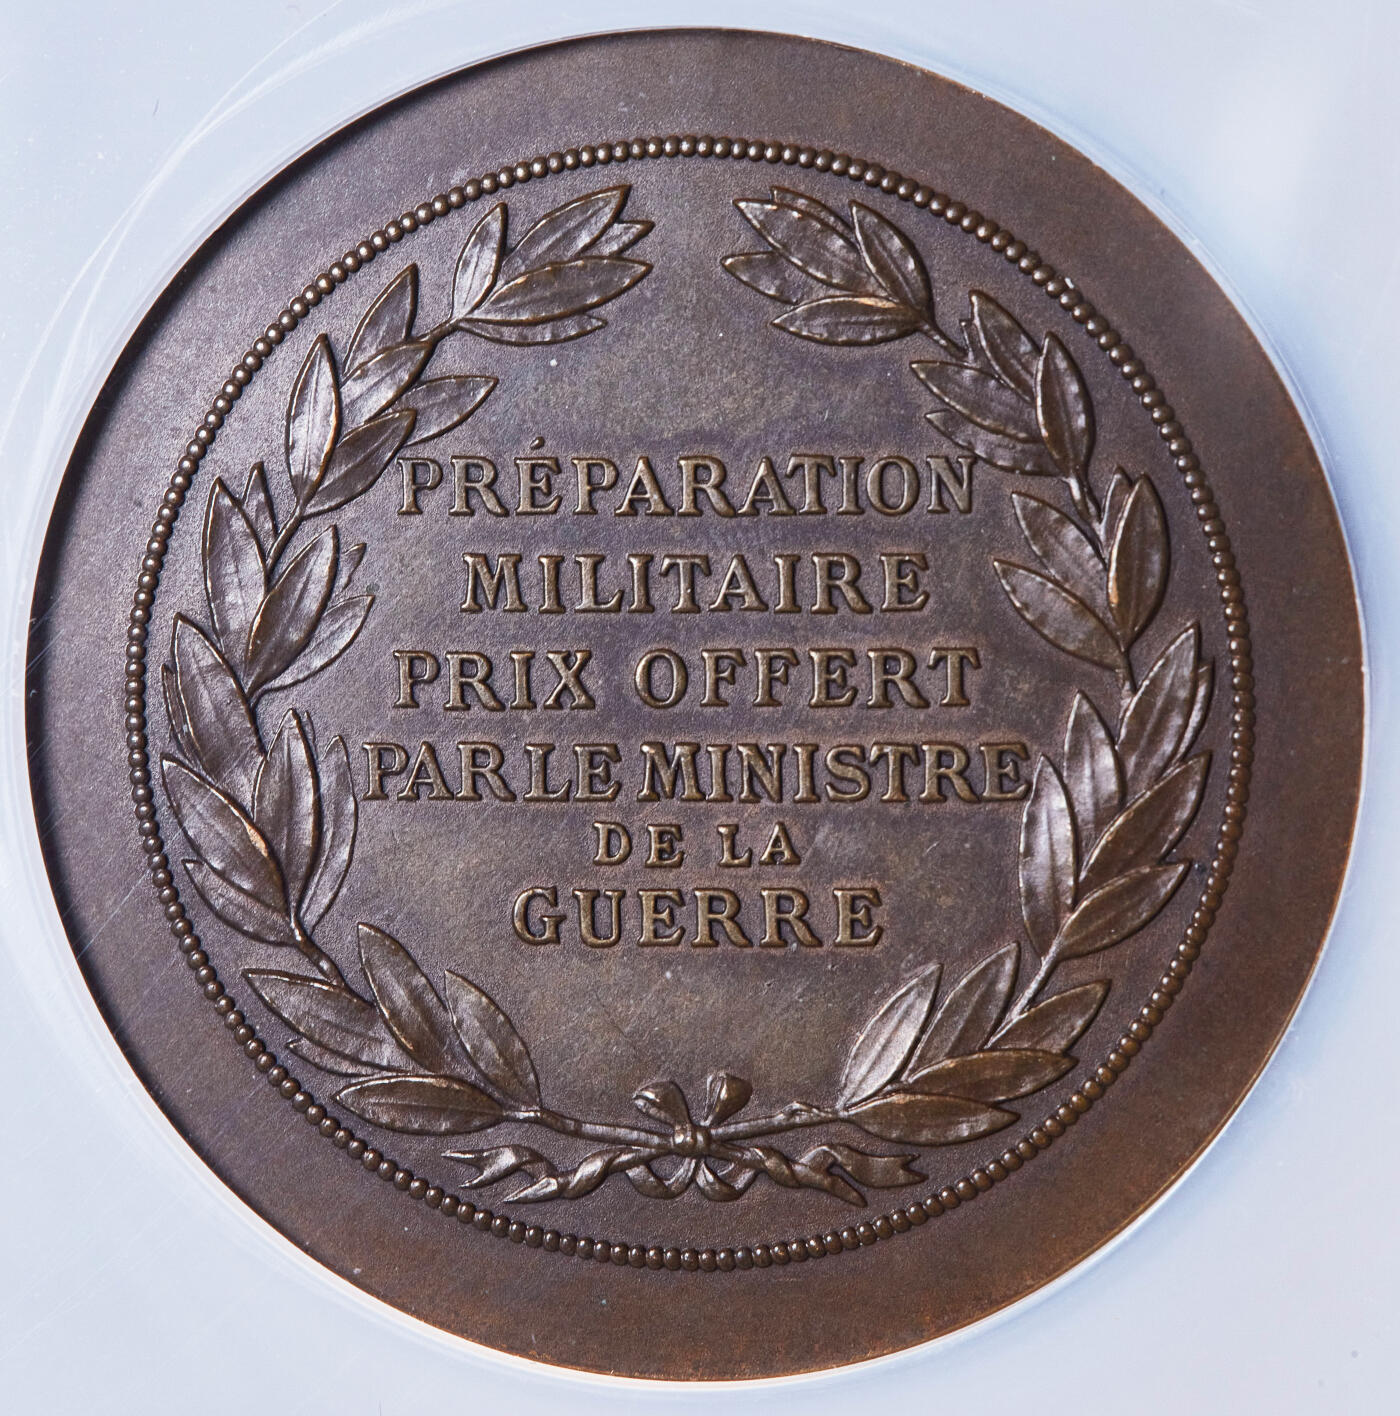 PRÉPARATION
MILITAIRE
PRIX OFFERT
PAR LE MINISTRE
DE LA
GUERRE